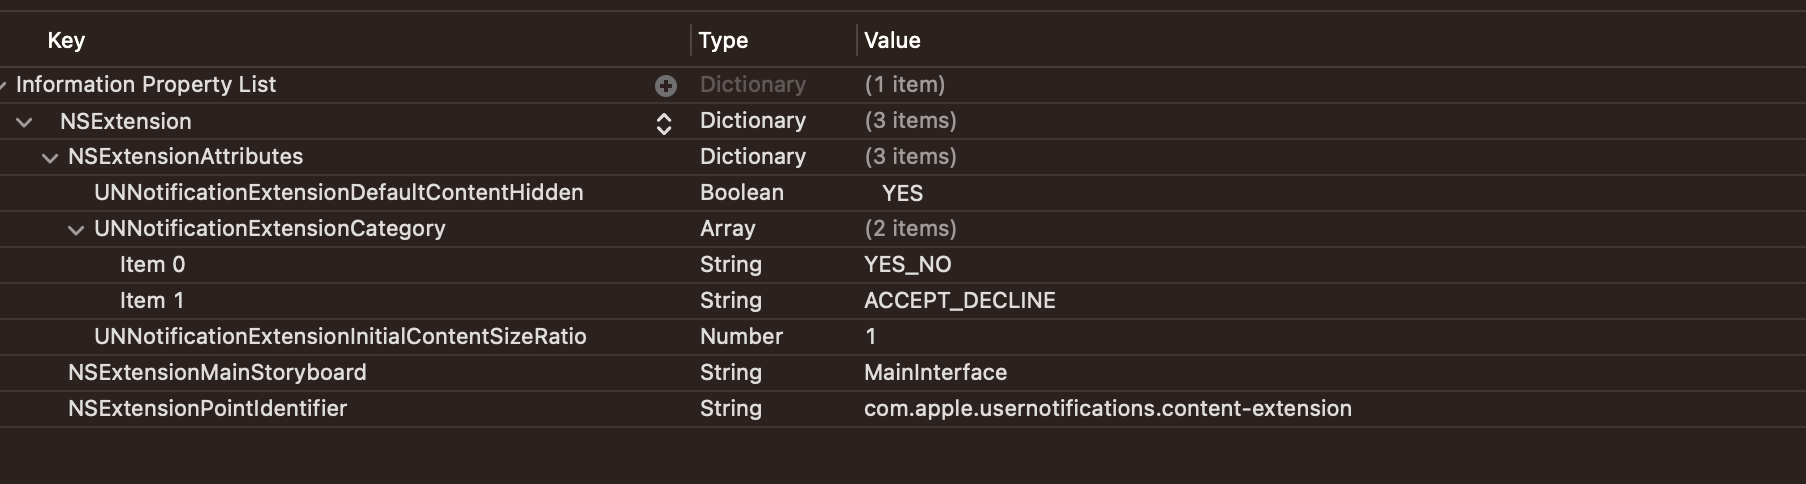 Key Type Value
Information Property List Dictionary (1 item)
NSExtension Dictionary (3 items)
NSExtensionAttributes Dictionary (3 items)
UNNotificationExtensionDefaultContentHidden Boolean YES
UNNotificationExtensionCategory Array (2 items)
Item 0 String YES_NO
Item 1 String ACCEPT_DECLINE
UNNotificationExtensionInitialContentSizeRatio Number 1
NSExtensionMainStoryboard String MainInterface
NSExtensionPointIdentifier String com.apple.usernotifications.content-extension